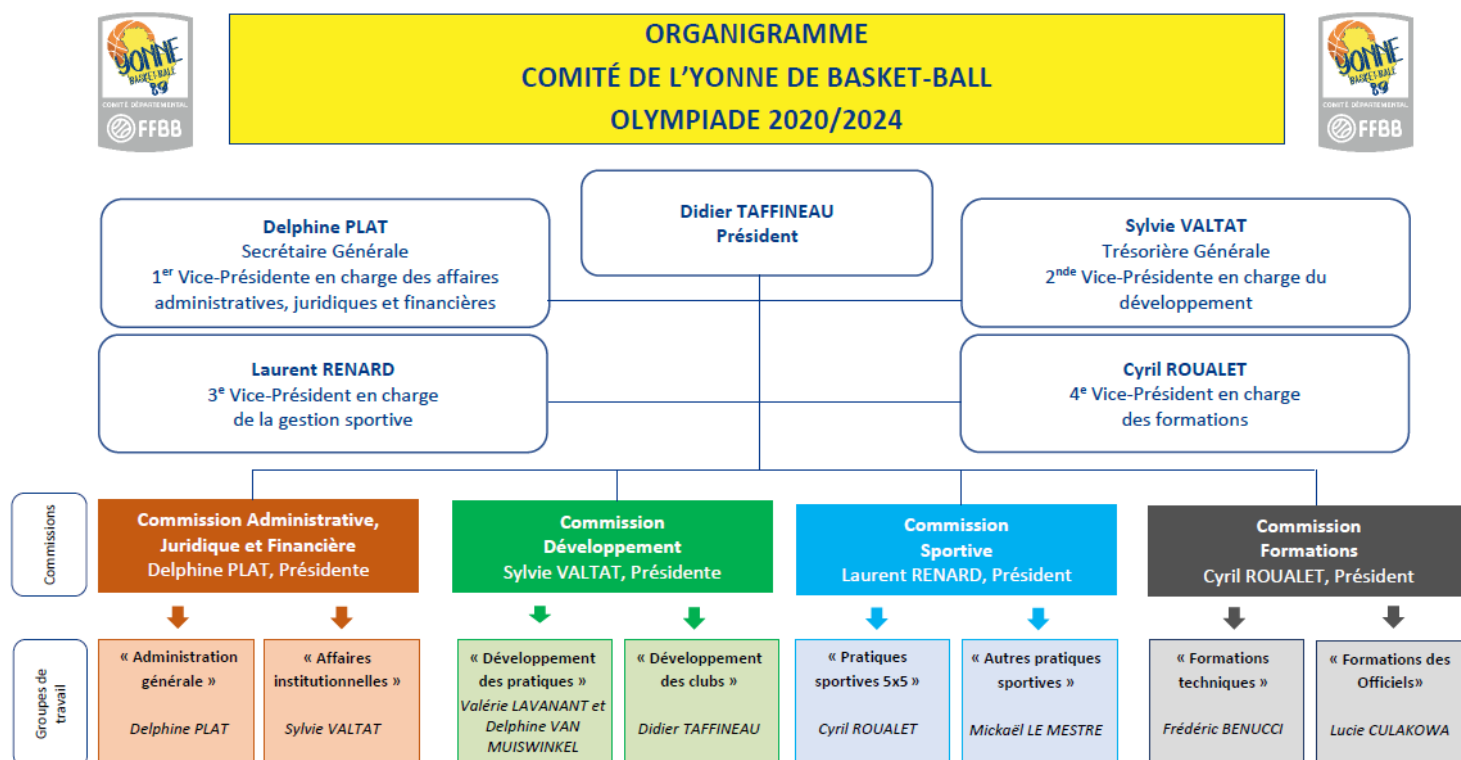 YONNE
BASKET-BALL
89
COMITÉ DÉPARTEMENTAL
FFBB
ORGANIGRAMME
COMITÉ DE L'YONNE DE BASKET-BALL
OLYMPIADE 2020/2024
YONNE
BASKET-BALL
89
COMITÉ DÉPARTEMENTAL
FFBB
Didier TAFFINEAU
Président
Delphine PLAT
Secrétaire Générale
1er Vice-Présidente en charge des affaires
administratives, juridiques et financières
Sylvie VALTAT
Trésorière Générale
2nde Vice-Présidente en charge du
développement
Laurent RENARD
3e Vice-Président en charge
de la gestion sportive
Cyril ROUALET
4e Vice-Président en charge
des formations
Commissions
Commission Administrative,
Juridique et Financière
Delphine PLAT, Présidente
Commission
Développement
Sylvie VALTAT, Présidente
Commission
Sportive
Laurent RENARD, Président
Commission
Formations
Cyril ROUALET, Président
Groupes de
travail
« Administration
générale »
Delphine PLAT
« Affaires
institutionnelles »
Sylvie VALTAT
« Développement
des pratiques »
Valérie LAVANANT et
Delphine VAN
MUISWINKEL
« Développement
des clubs »
Didier TAFFINEAU
« Pratiques
sportives 5x5 »
Cyril ROUALET
« Autres pratiques
sportives »
Mickaël LE MESTRE
« Formations
techniques »
Frédéric BENUCCI
« Formations des
Officiels»
Lucie CULAKOWA